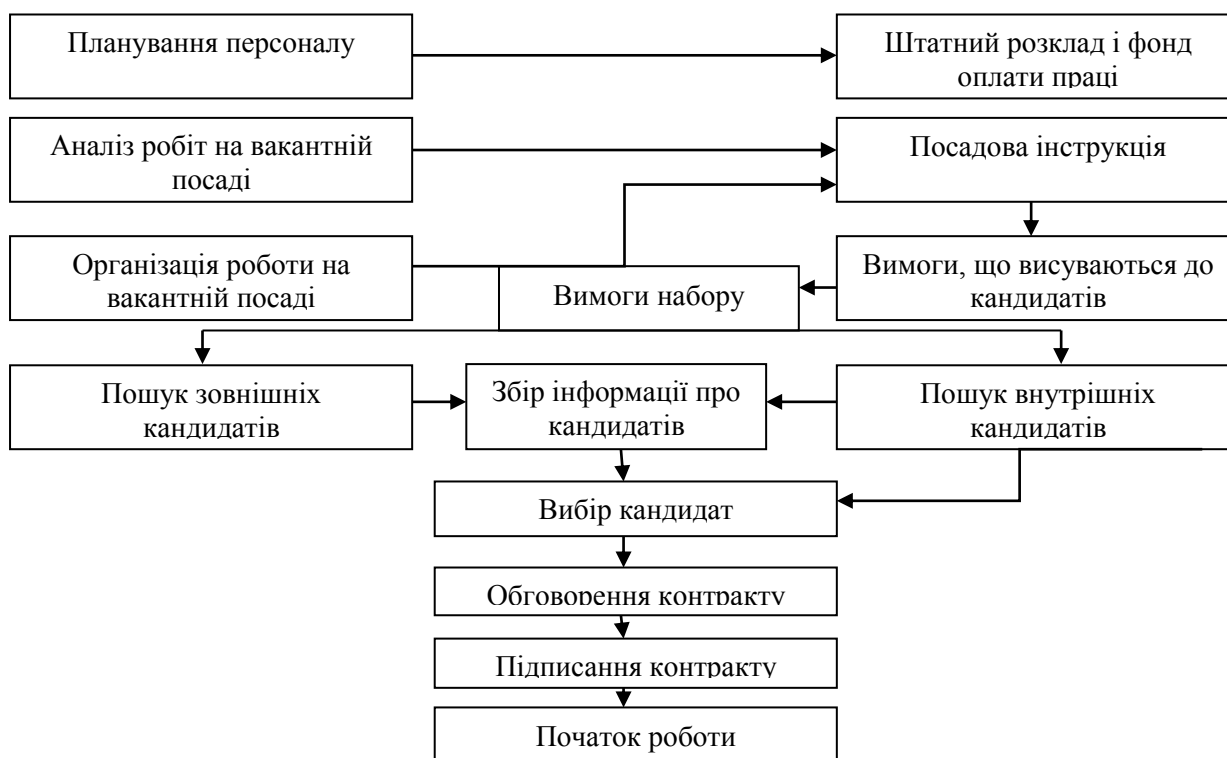 Планування персоналу
Штатний розклад і фонд
оплати праці
Аналіз робіт на вакантній
посаді
Посадова інструкція
Організація роботи на
вакантній посаді
Вимоги набору
Вимоги, що висуваються до
кандидатів
Пошук зовнішніх
кандидатів
Збір інформації про
кандидатів
Пошук внутрішніх
кандидатів
Вибір кандидат
Обговорення контракту
Підписання контракту
Початок роботи